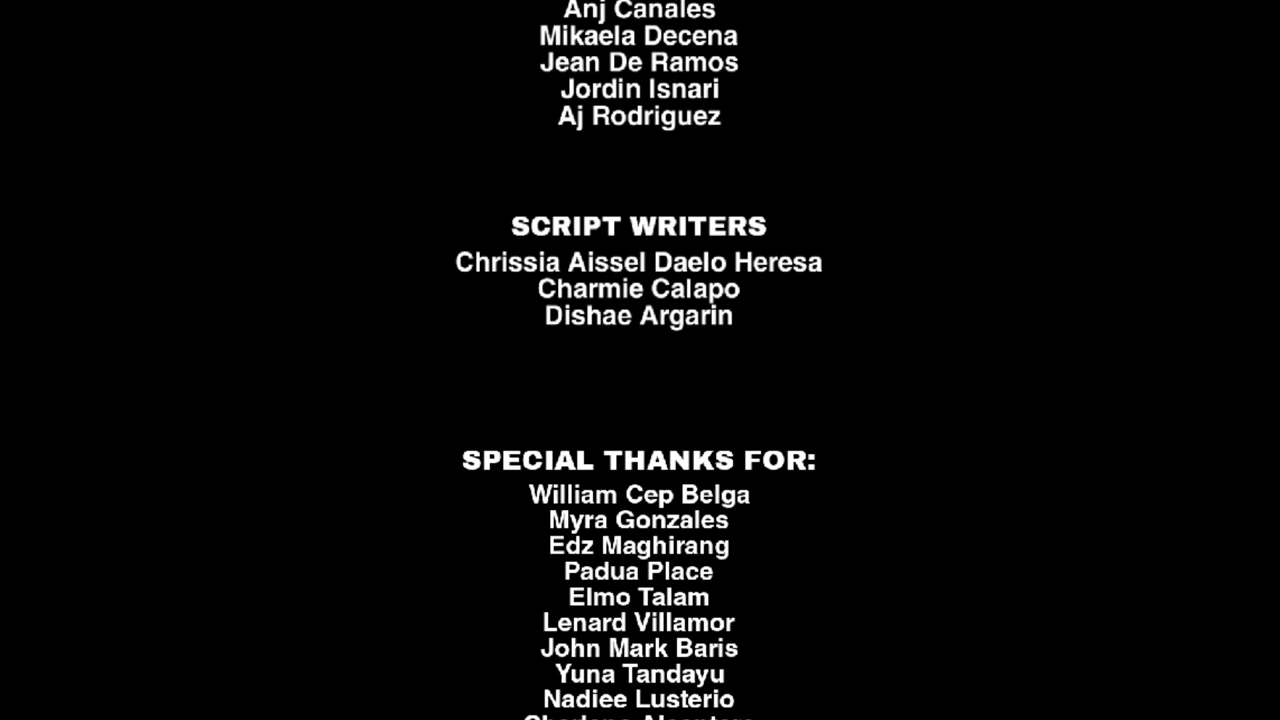 Anj Canales
Mikaela Decena
Jean De Ramos
Jordin Isnari
Aj Rodriguez
SCRIPT WRITERS
Chrissia Aissel Daelo Heresa
Charmie Calapo
Dishae Argarin
SPECIAL THANKS FOR:
William Cep Belga
Myra Gonzales
Edz Maghirang
Padua Place
Elmo Talam
Lenard Villamor
John Mark Baris
Yuna Tandayu
Nadiee Lusterio